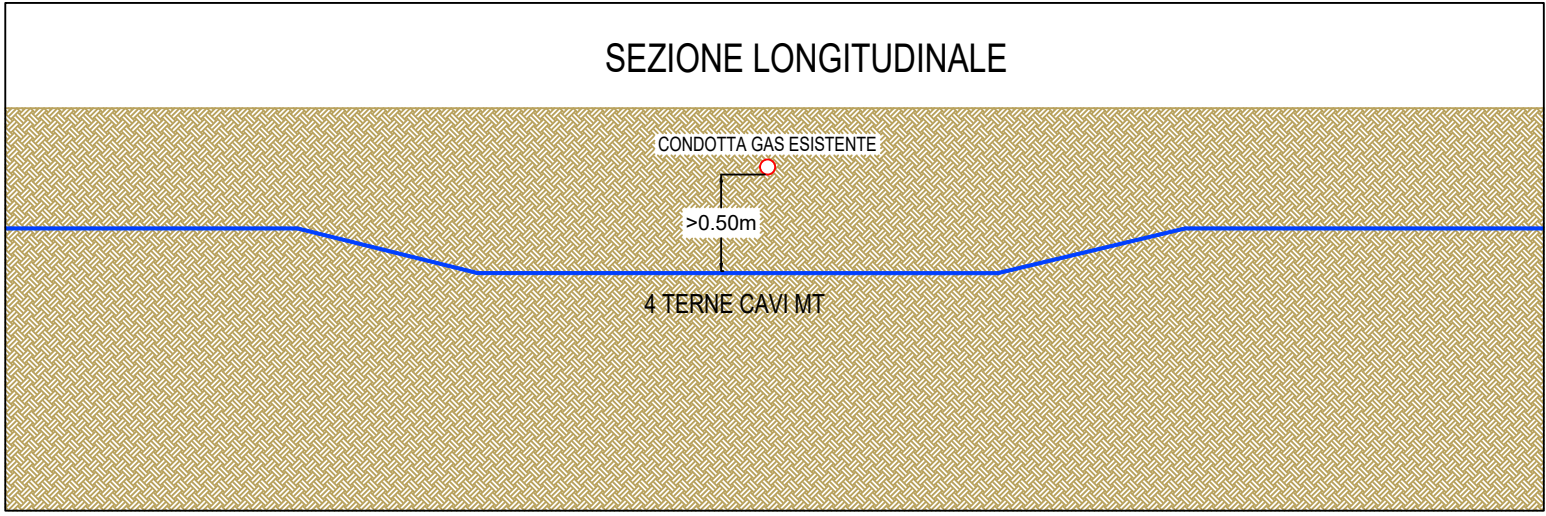 SEZIONE LONGITUDINALE
CONDOTTA GAS ESISTENTE
>0.50m
4 TERNE CAVI MT